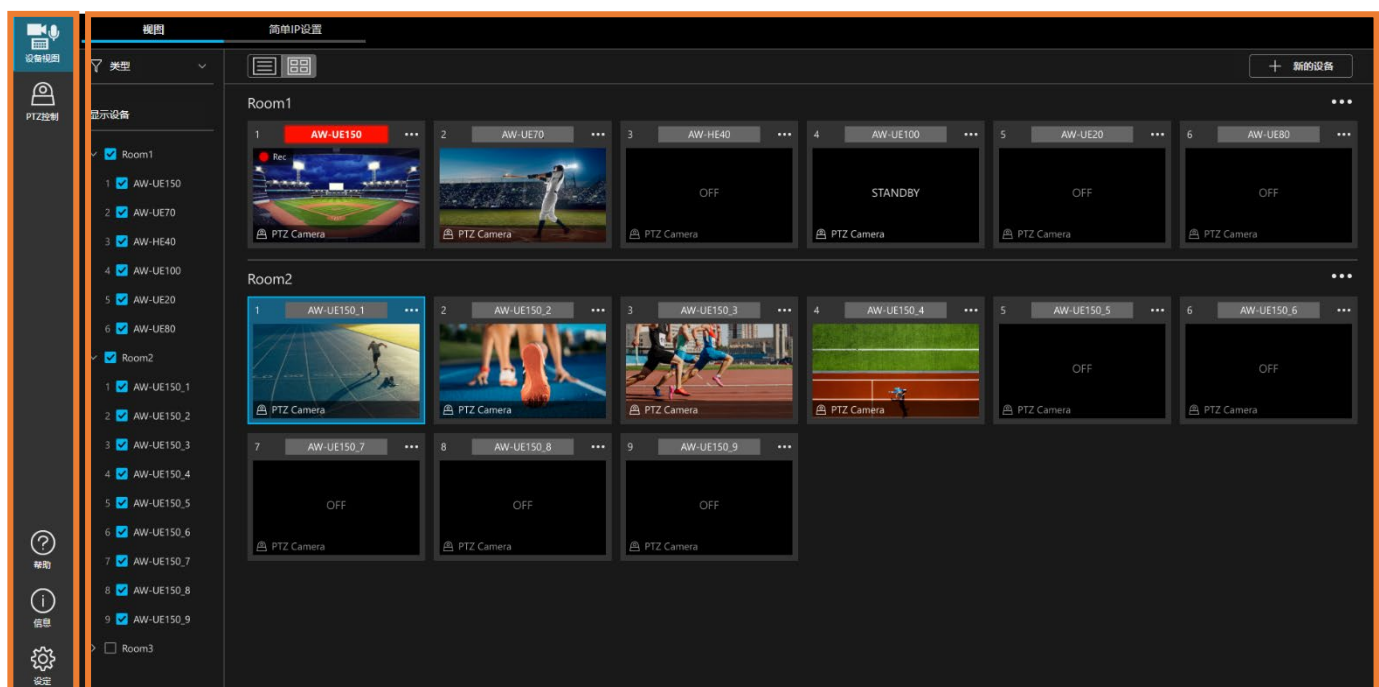 设备视图
PTZ控制
帮助
信息
设定
视图 简单IP设置
类型
新的设备
显示设备
Room1
1 AW-UE150
2 AW-UE70
3 AW-HE40
4 AW-UE100
5 AW-UE20
6 AW-UE80
Room2
1 AW-UE150_1
2 AW-UE150_2
3 AW-UE150_3
4 AW-UE150_4
5 AW-UE150_5
6 AW-UE150_6
7 AW-UE150_7
8 AW-UE150_8
9 AW-UE150_9
Room3
Room1
1 AW-UE150 2 AW-UE70 3 AW-HE40 4 AW-UE100 5 AW-UE20 6 AW-UE80
Rec
OFF STANDBY OFF OFF
PTZ Camera PTZ Camera PTZ Camera PTZ Camera PTZ Camera PTZ Camera
Room2
1 AW-UE150_1 2 AW-UE150_2 3 AW-UE150_3 4 AW-UE150_4 5 AW-UE150_5 6 AW-UE150_6
OFF OFF
PTZ Camera PTZ Camera PTZ Camera PTZ Camera PTZ Camera PTZ Camera
7 AW-UE150_7 8 AW-UE150_8 9 AW-UE150_9
OFF OFF OFF
PTZ Camera PTZ Camera PTZ Camera